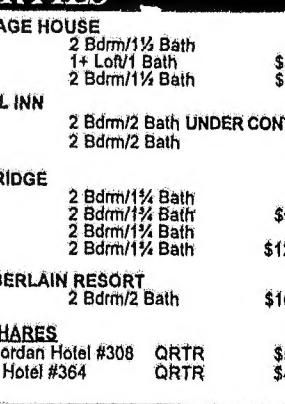 AGE HOUSE
2 Bdrm/1½ Bath
1+ Loft/1 Bath $
2 Bdrm/1½ Bath $
L INN
2 Bdrm/2 Bath UNDER CONT
2 Bdrm/2 Bath
RIDGE
2 Bdrm/1¾ Bath
2 Bdrm/1¾ Bath $
2 Bdrm/1¾ Bath
2 Bdrm/1¾ Bath $12
BERLAIN RESORT
2 Bdrm/2 Bath $1
HARES
ordan Hotel #308 QRTR $
Hotel #364 QRTR $